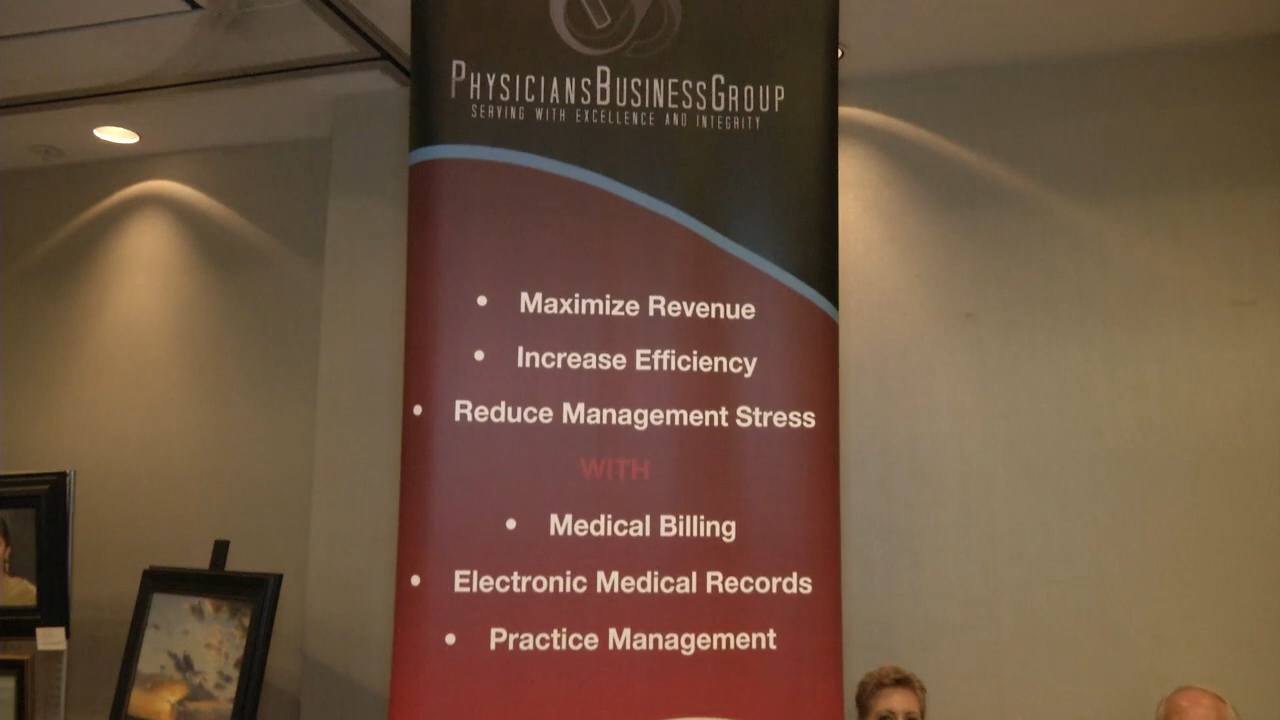 PhysiciansBusinessGroup
Serving with Excellence and Integrity
• Maximize Revenue
• Increase Efficiency
• Reduce Management Stress
WITH
• Medical Billing
• Electronic Medical Records
• Practice Management